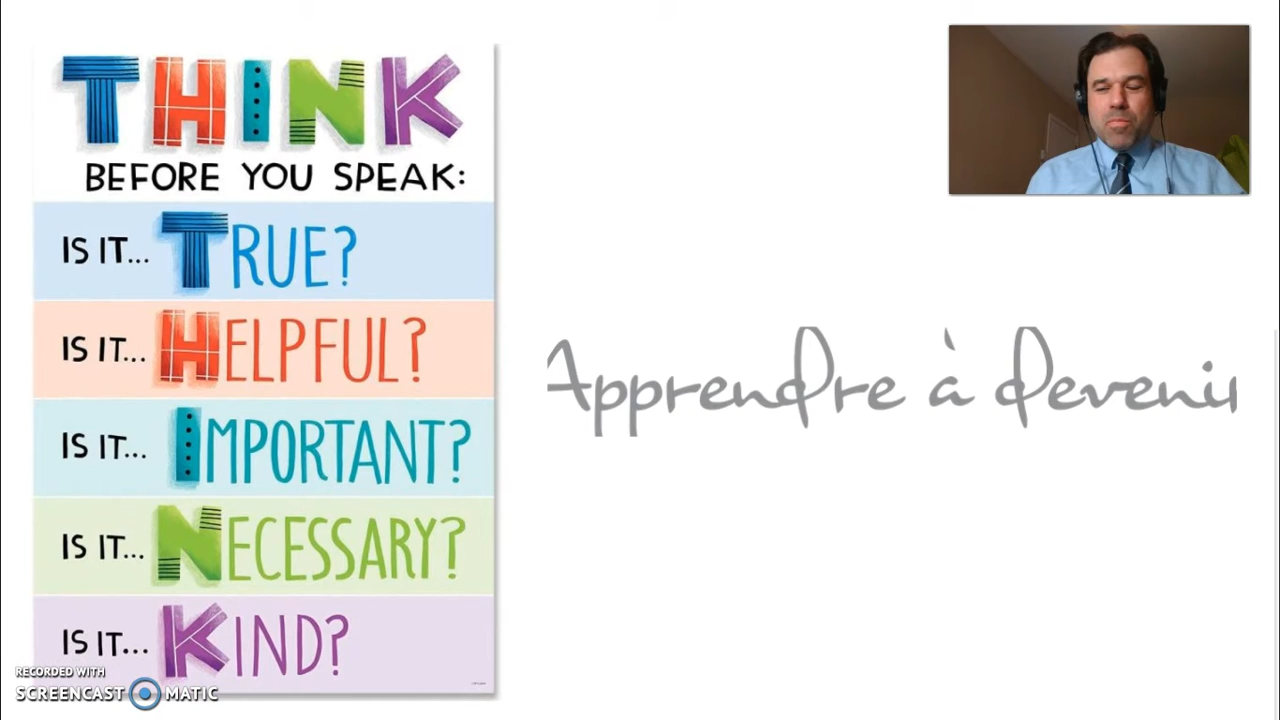 THINK
BEFORE YOU SPEAK:
IS IT... TRUE?
IS IT... HELPFUL?
IS IT... IMPORTANT?
IS IT... NECESSARY?
IS IT... KIND?
Apprendre à devenir
RECORDED WITH
SCREENCAST MATIC